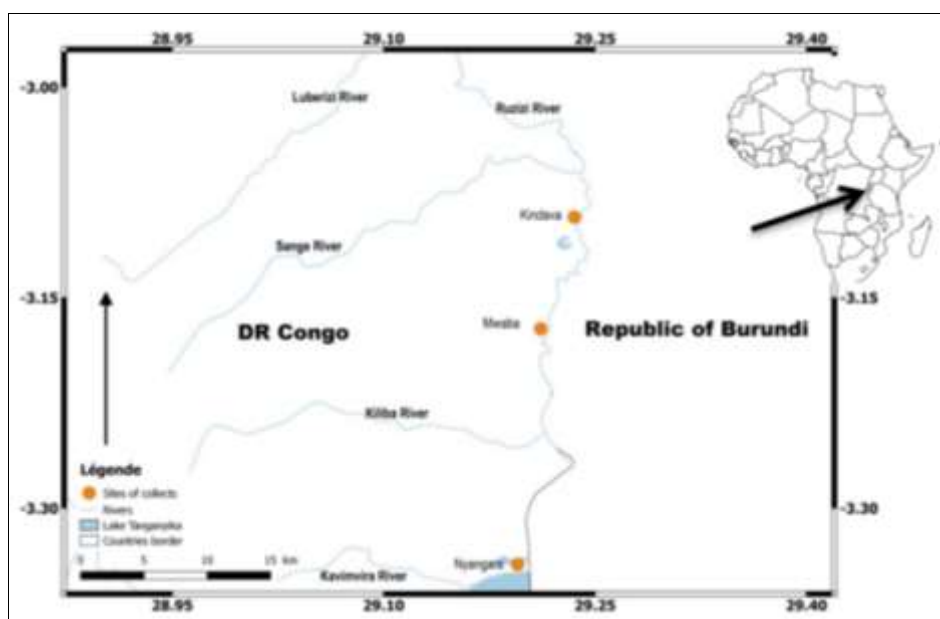 28.95 29.10 29.25 29.40
-3.00
Luberizi River
Ruzizi River
Kindava
Sange River
-3.15 -3.15
DR Congo
Republic of Burundi
Kiliba River
Légende
Sites of collects
Rivers
Lake Tanganyika
Countries border
-3.30 -3.30
0 5 10 15 km
Nyangara
Kavimvira River
28.95 29.10 29.25 29.40